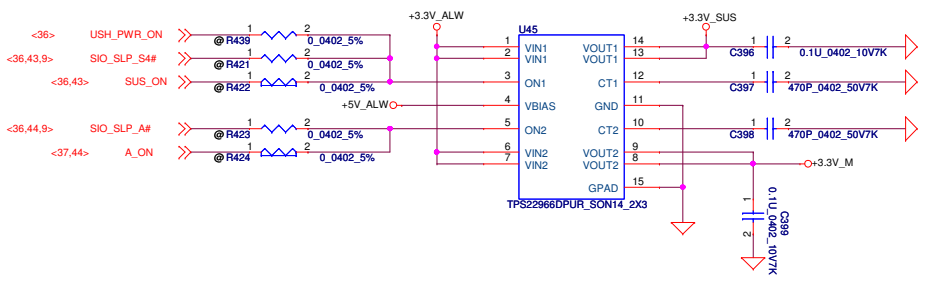 +3.3V_ALW
+3.3V_SUS
<36> USH_PWR_ON 1 2
@R439 0_0402_5%
U45
<36,43,9> SIO_SLP_S4# 1 2
@R421 0_0402_5%
<36,43> SUS_ON 1 2
@R422 0_0402_5%
+5V_ALW
<36,44,9> SIO_SLP_A# 1 2
@R423 0_0402_5%
<37,44> A_ON 1 2
@R424 0_0402_5%
1 VIN1 VOUT1 14
2 VIN1 VOUT1 13
3 ON1 CT1 12
4 VBIAS GND 11
5 ON2 CT2 10
6 VIN2 VOUT2 9
7 VIN2 VOUT2 8
GPAD 15
TPS22966DPUR_SON14_2X3
1 2
C396 0.1U_0402_10V7K
1 2
C397 470P_0402_50V7K
1 2
C398 470P_0402_50V7K
+3.3V_M
1
2
C399
0.1U_0402_10V7K